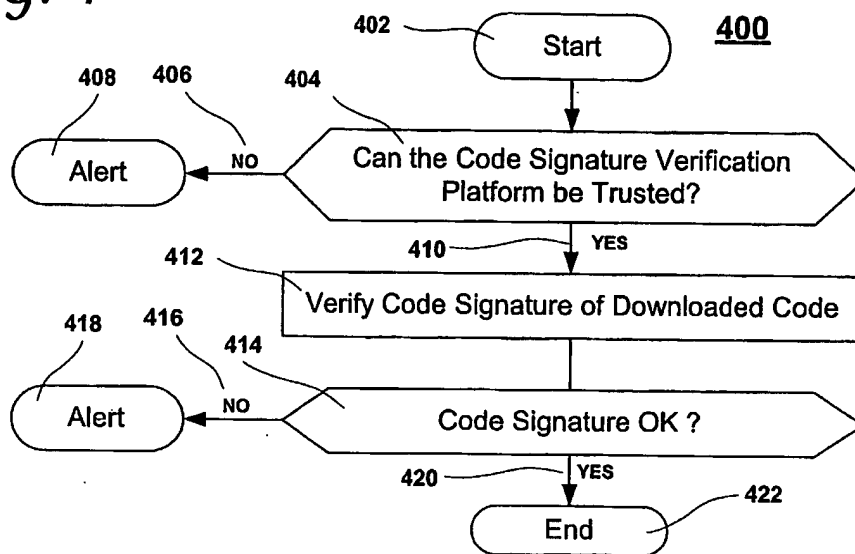 402
Start
400
408
406
404
Alert
NO
Can the Code Signature Verification
Platform be Trusted?
410
YES
412
Verify Code Signature of Downloaded Code
418
416
414
Alert
NO
Code Signature OK ?
420
YES
422
End